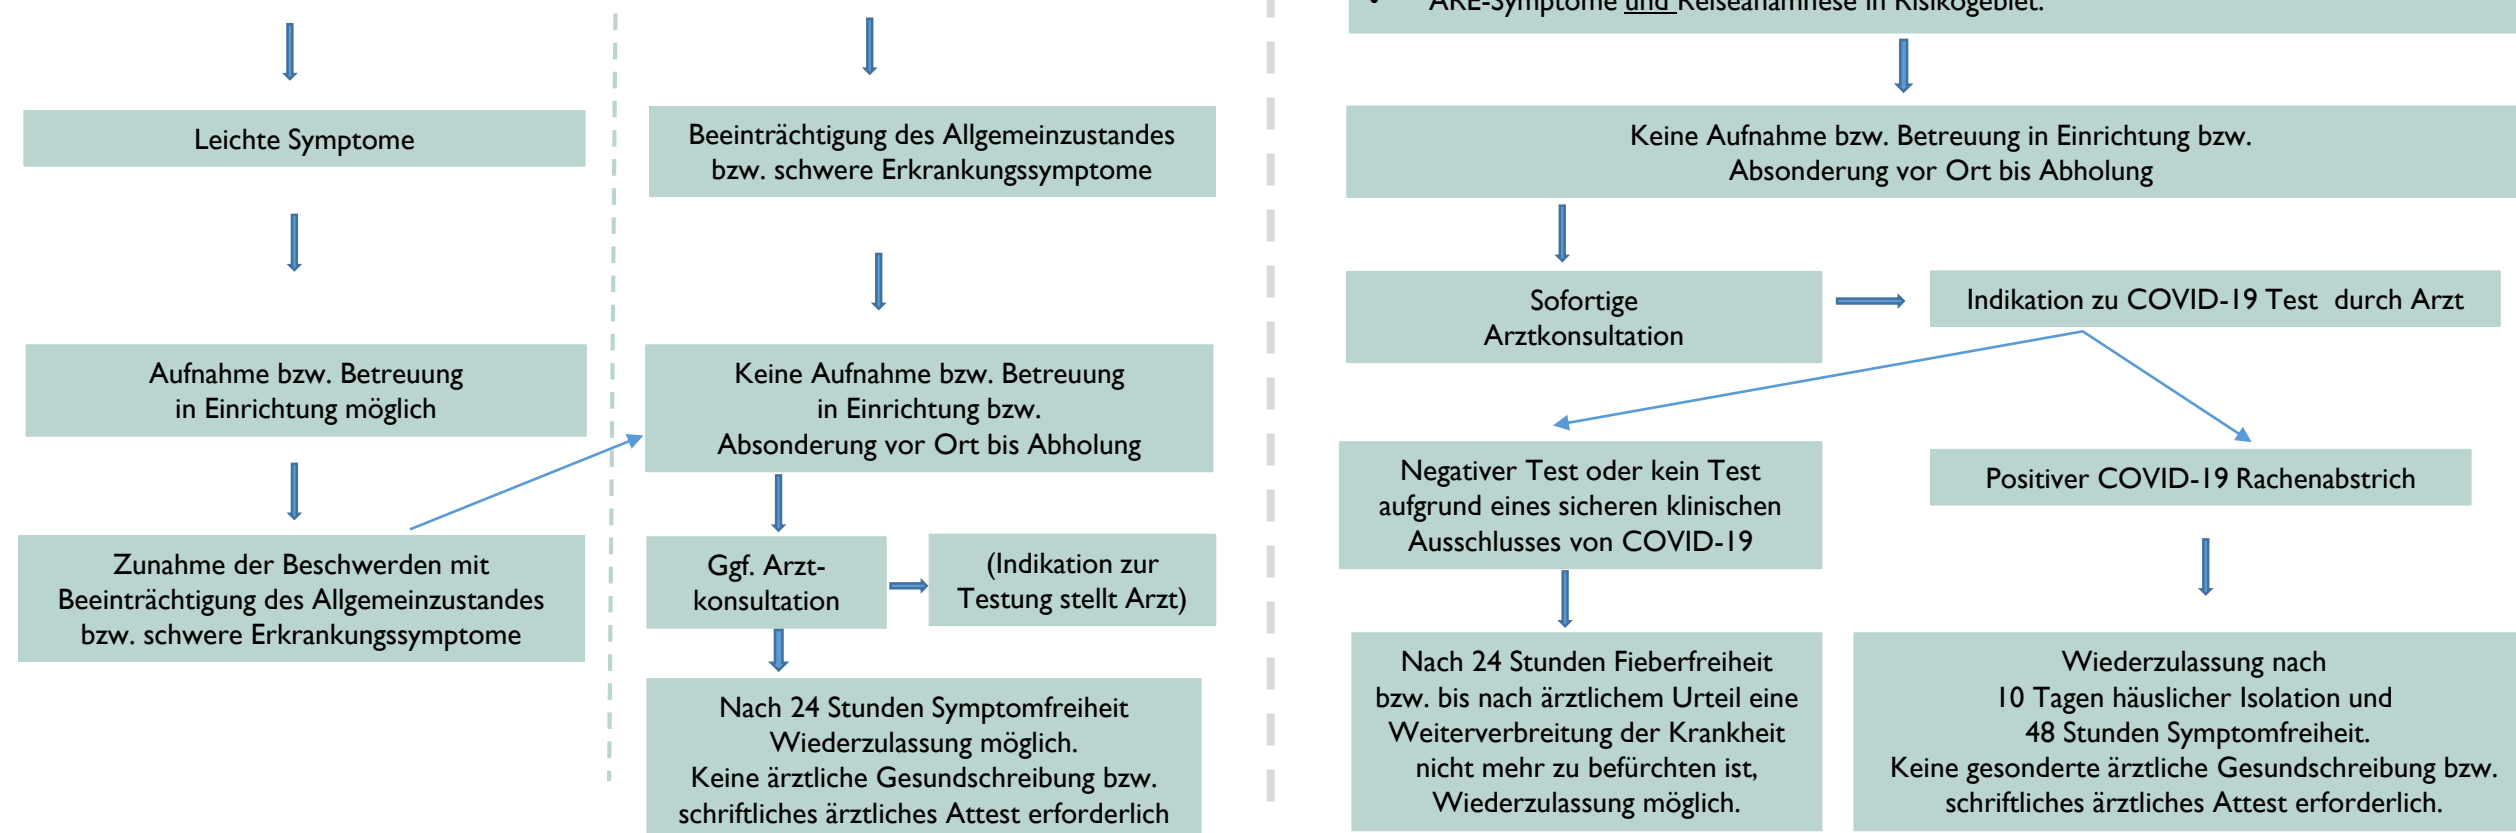 • ARE-Symptome und Reiseanamnese in Risikogebiet.
Leichte Symptome
Aufnahme bzw. Betreuung
in Einrichtung möglich
Zunahme der Beschwerden mit
Beeinträchtigung des Allgemeinzustandes
bzw. schwere Erkrankungssymptome
Beeinträchtigung des Allgemeinzustandes
bzw. schwere Erkrankungssymptome
Keine Aufnahme bzw. Betreuung
in Einrichtung bzw.
Absonderung vor Ort bis Abholung
Ggf. Arzt-
konsultation
(Indikation zur
Testung stellt Arzt)
Nach 24 Stunden Symptomfreiheit
Wiederzulassung möglich.
Keine ärztliche Gesundschreibung bzw.
schriftliches ärztliches Attest erforderlich
Keine Aufnahme bzw. Betreuung in Einrichtung bzw.
Absonderung vor Ort bis Abholung
Sofortige
Arztkonsultation
Indikation zu COVID-19 Test durch Arzt
Negativer Test oder kein Test
aufgrund eines sicheren klinischen
Ausschlusses von COVID-19
Positiver COVID-19 Rachenabstrich
Nach 24 Stunden Fieberfreiheit
bzw. bis nach ärztlichem Urteil eine
Weiterverbreitung der Krankheit
nicht mehr zu befürchten ist,
Wiederzulassung möglich.
Wiederzulassung nach
10 Tagen häuslicher Isolation und
48 Stunden Symptomfreiheit.
Keine gesonderte ärztliche Gesundschreibung bzw.
schriftliches ärztliches Attest erforderlich.